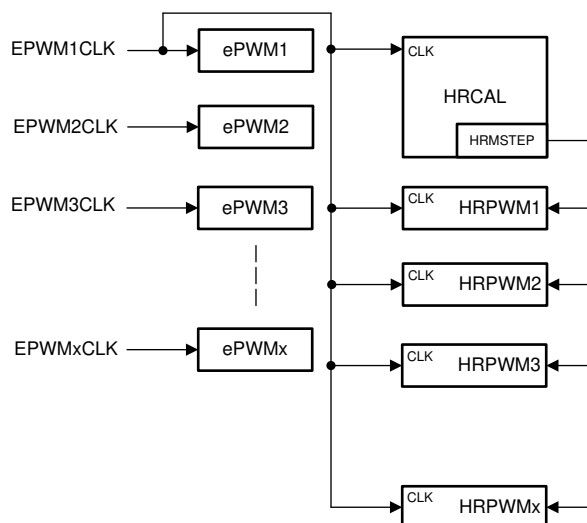 EPWM1CLK
ePWM1
CLK
HRCAL
HRMSTEP
EPWM2CLK
ePWM2
EPWM3CLK
ePWM3
CLK
HRPWM1
CLK
HRPWM2
EPWMxCLK
ePWMx
CLK
HRPWM3
CLK
HRPWMx